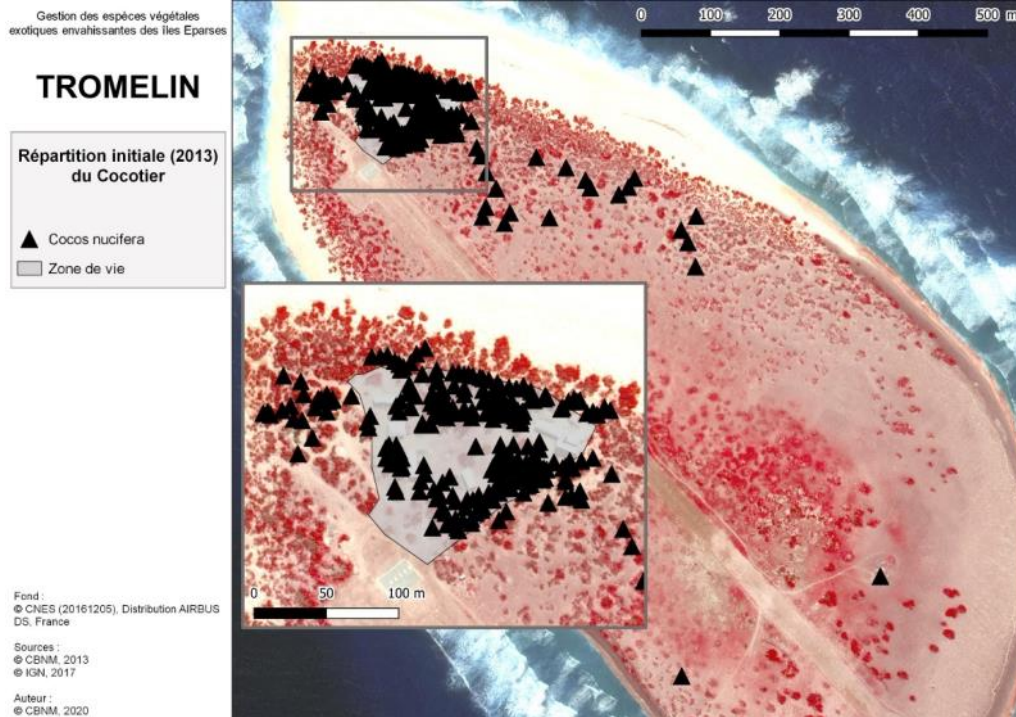 Gestion des espèces végétales
exotiques envahissantes des îles Eparses
TROMELIN
Répartition initiale (2013)
du Cocotier
Cocos nucifera
Zone de vie
Fond :
© CNES (20161205), Distribution AIRBUS
DS, France
Sources :
© CBNM, 2013
© IGN, 2017
Auteur :
© CBNM, 2020
0 100 200 300 400 500 m
0 50 100 m